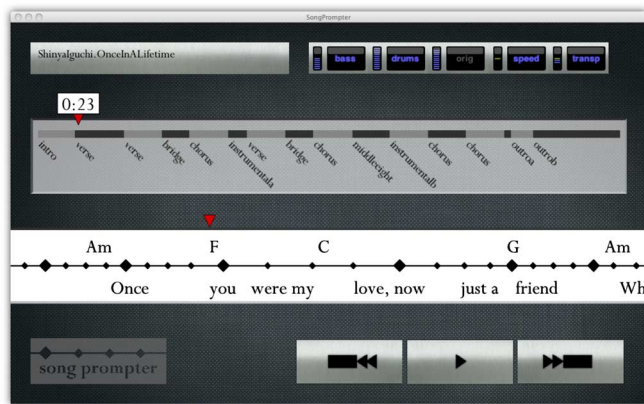 SongPrompter
ShinyaIguchi.OnceInALifetime
bass drums orig speed transp
0:23
intro verse verse bridge chorus instrumentala verse bridge chorus middleeight instrumentalb chorus chorus outroa outrob
Am F C G Am
Once you were my love, now just a friend Wh
song prompter